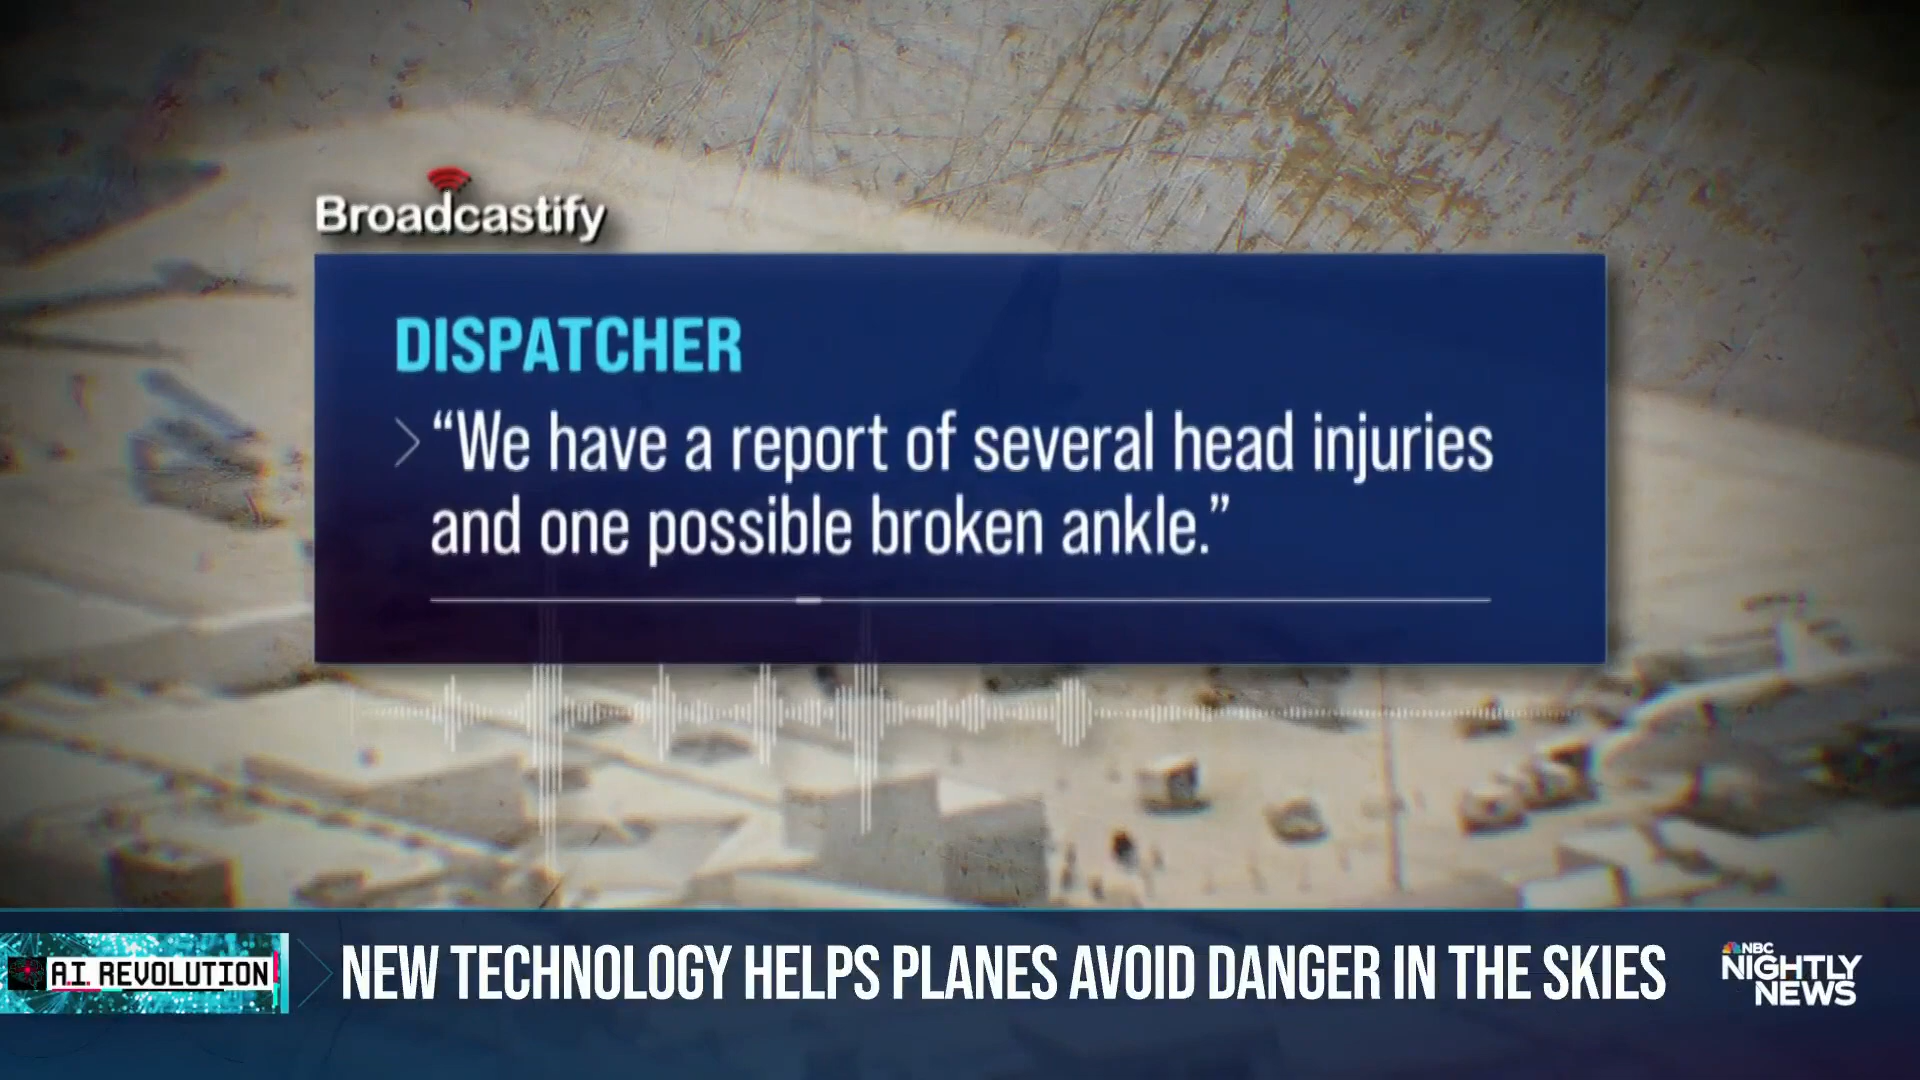 Broadcastify
DISPATCHER
“We have a report of several head injuries
and one possible broken ankle.”
A.I. REVOLUTION
NEW TECHNOLOGY HELPS PLANES AVOID DANGER IN THE SKIES
NBC
NIGHTLY
NEWS